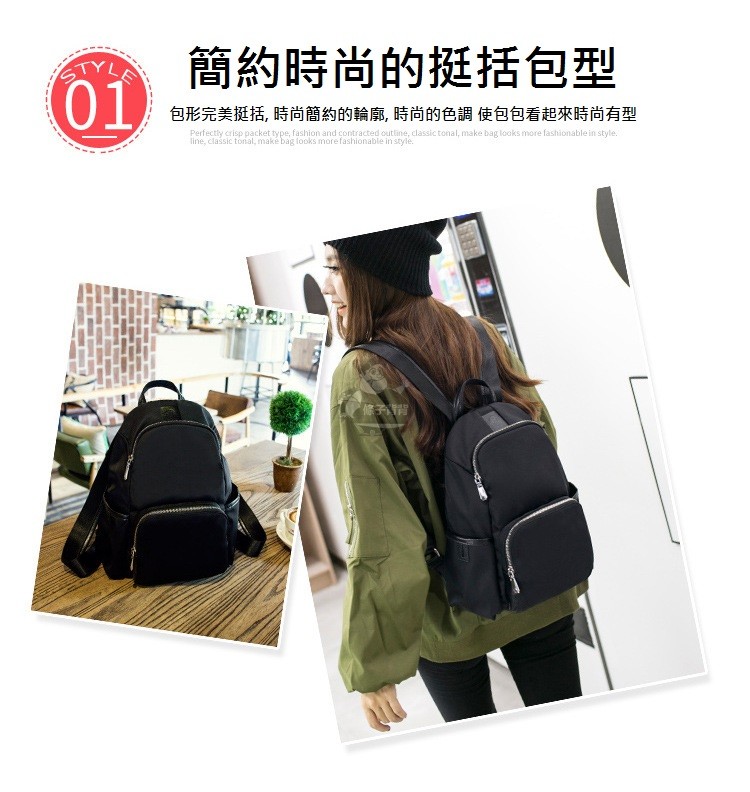 STYLE
01
簡約時尚的挺括包型
包形完美挺括, 時尚簡約的輪廓, 時尚的色調 使包包看起來時尚有型
Perfectly crisp packet type, fashion and contracted outline, classic tonal, make bag looks more fashionable in style.
line, classic tonal, make bag looks more fashionable in style.